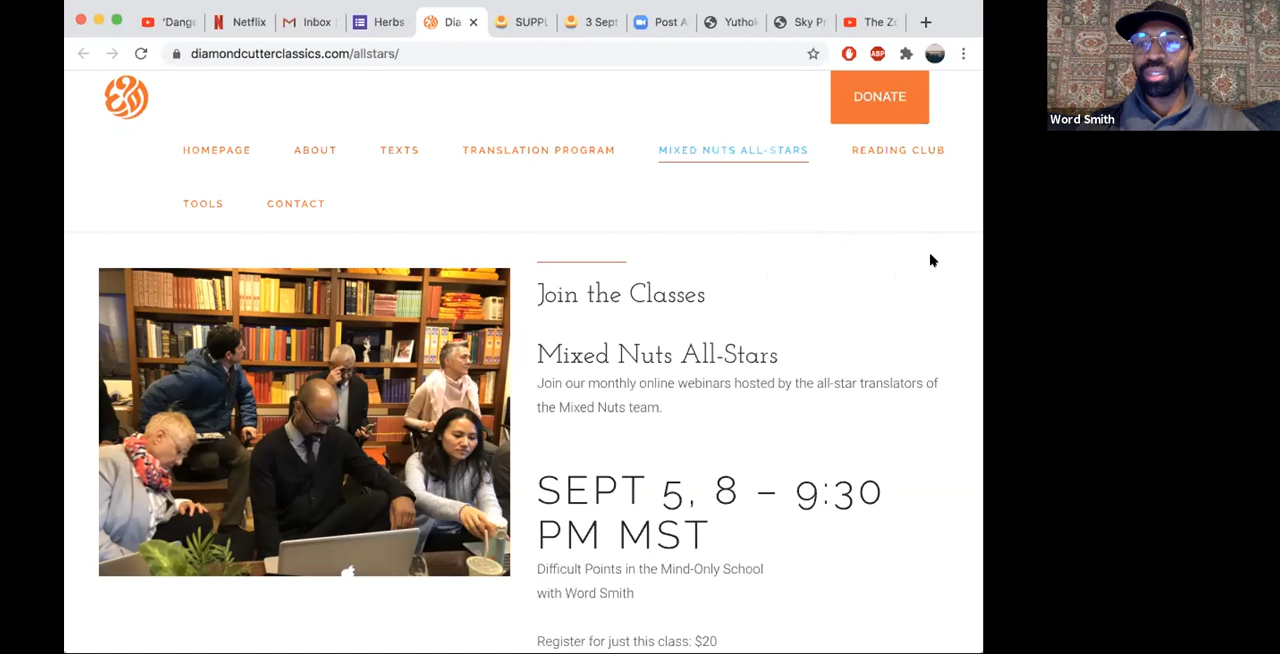 'Dange
Netflix
Inbox
Herbs
Dia
SUPPL
3 Sept
Post A
Yuthok
Sky Pr
The Zo
diamondcutterclassics.com/allstars/
ABP
Word Smith
DONATE
HOMEPAGE ABOUT TEXTS TRANSLATION PROGRAM MIXED NUTS ALL-STARS READING CLUB
TOOLS CONTACT
Join the Classes
Mixed Nuts All-Stars
Join our monthly online webinars hosted by the all-star translators of
the Mixed Nuts team.
SEPT 5, 8 – 9:30
PM MST
Difficult Points in the Mind-Only School
with Word Smith
Register for just this class: $20